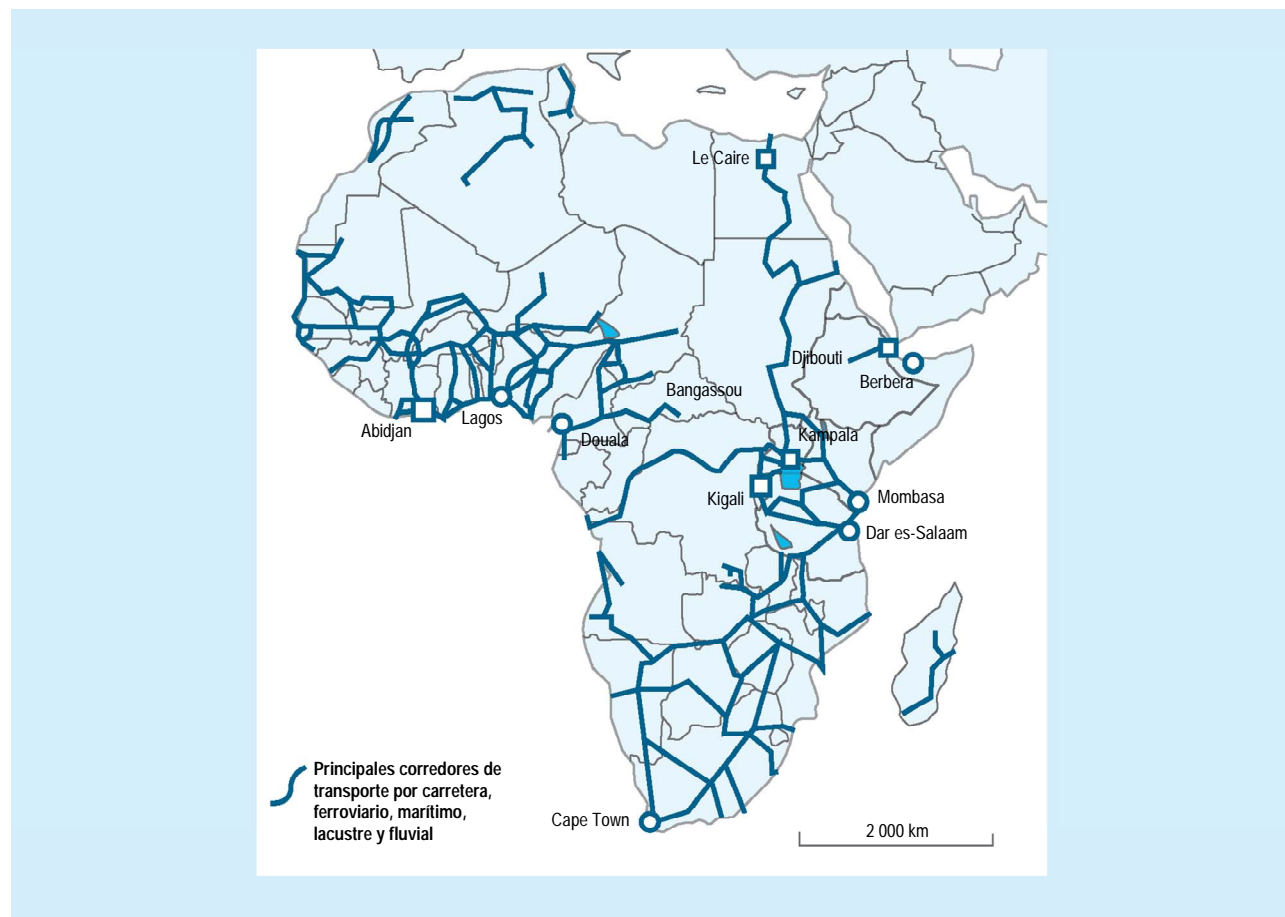 Le Caire
Djibouti
Berbera
Bangassou
Lagos
Abidjan
Douala
Kampala
Kigali
Mombasa
Dar es-Salaam
Principales corredores de
transporte por carretera,
ferroviario, marítimo,
lacustre y fluvial
Cape Town
2 000 km